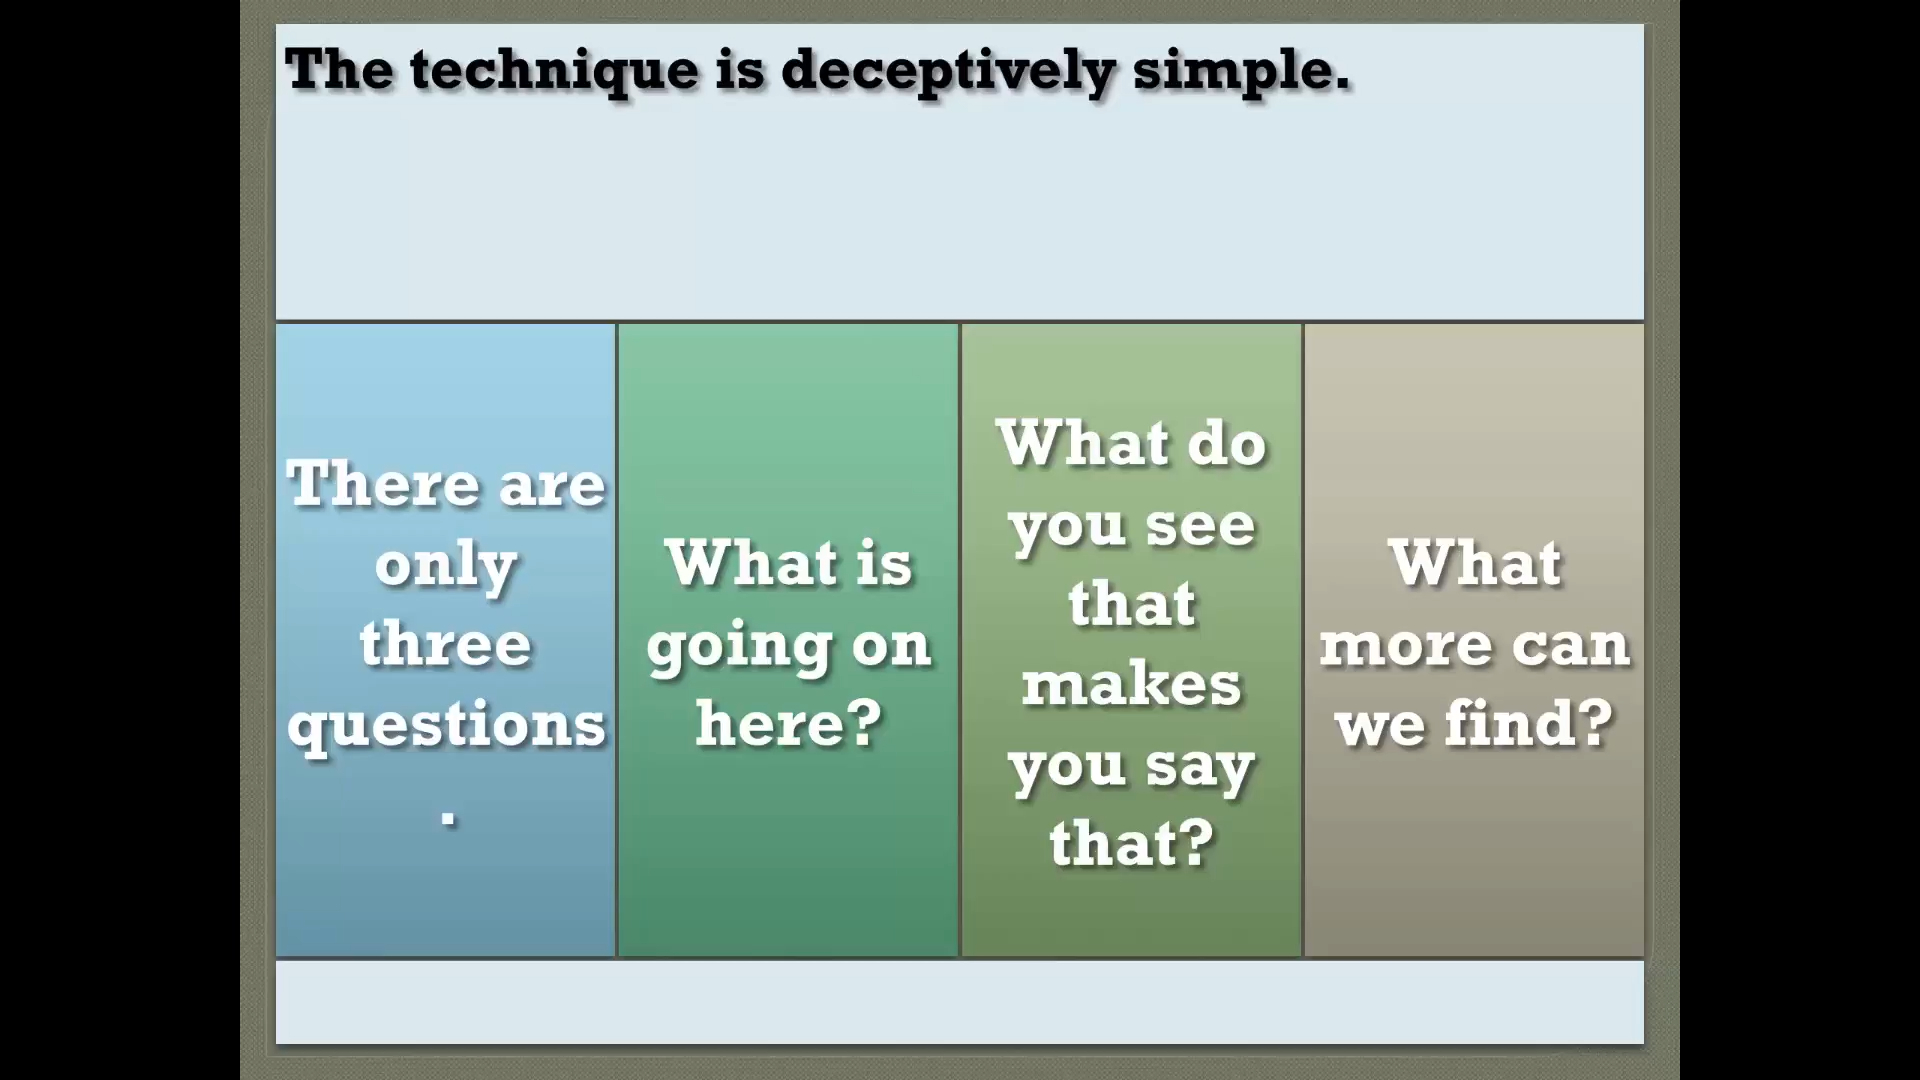 The technique is deceptively simple.
There are
only
three
questions
.
What is
going on
here?
What do
you see
that
makes
you say
that?
What
more can
we find?